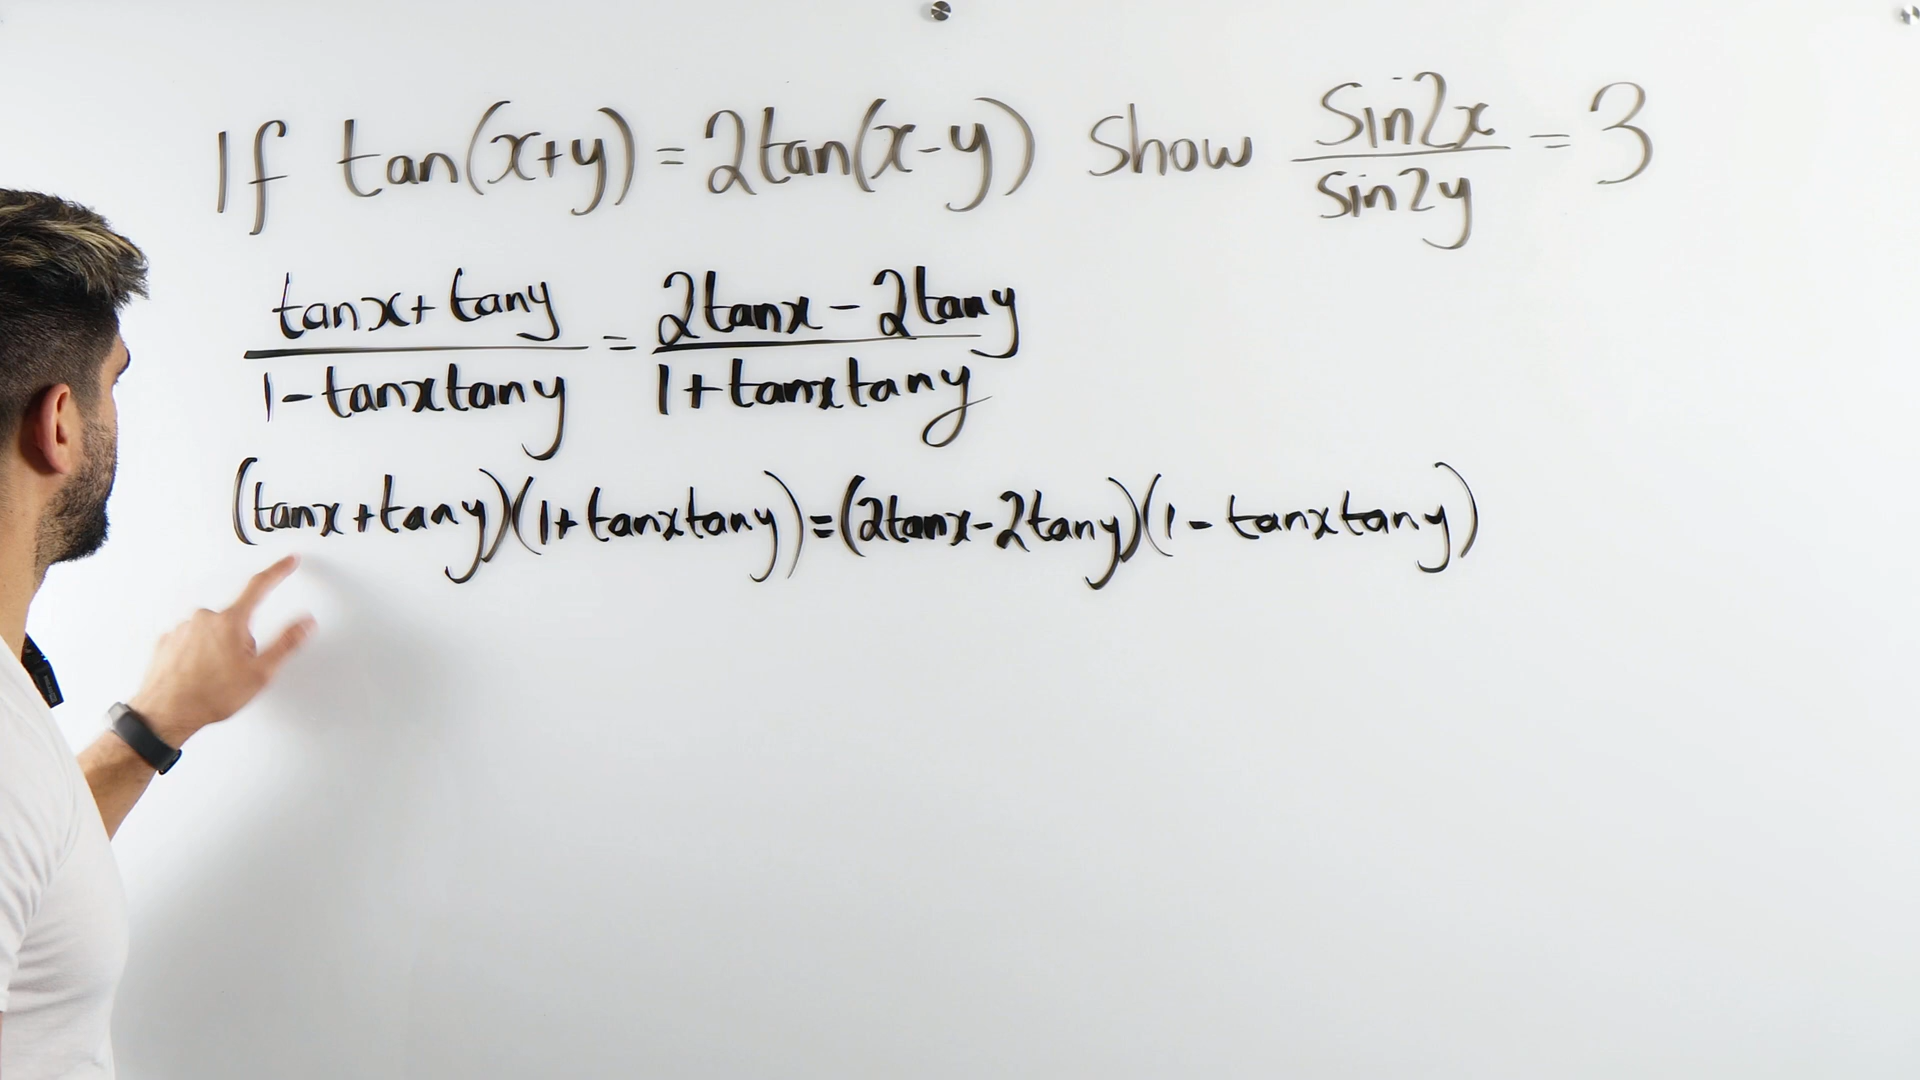 If tan(x+y) = 2tan(x-y) Show sin2x/sin2y = 3
(tanx + tany)/(1 - tanxtany) = (2tanx - 2tany)/(1 + tanxtany)
(tanx + tany)(1 + tanxtany) = (2tanx - 2tany)(1 - tanxtany)